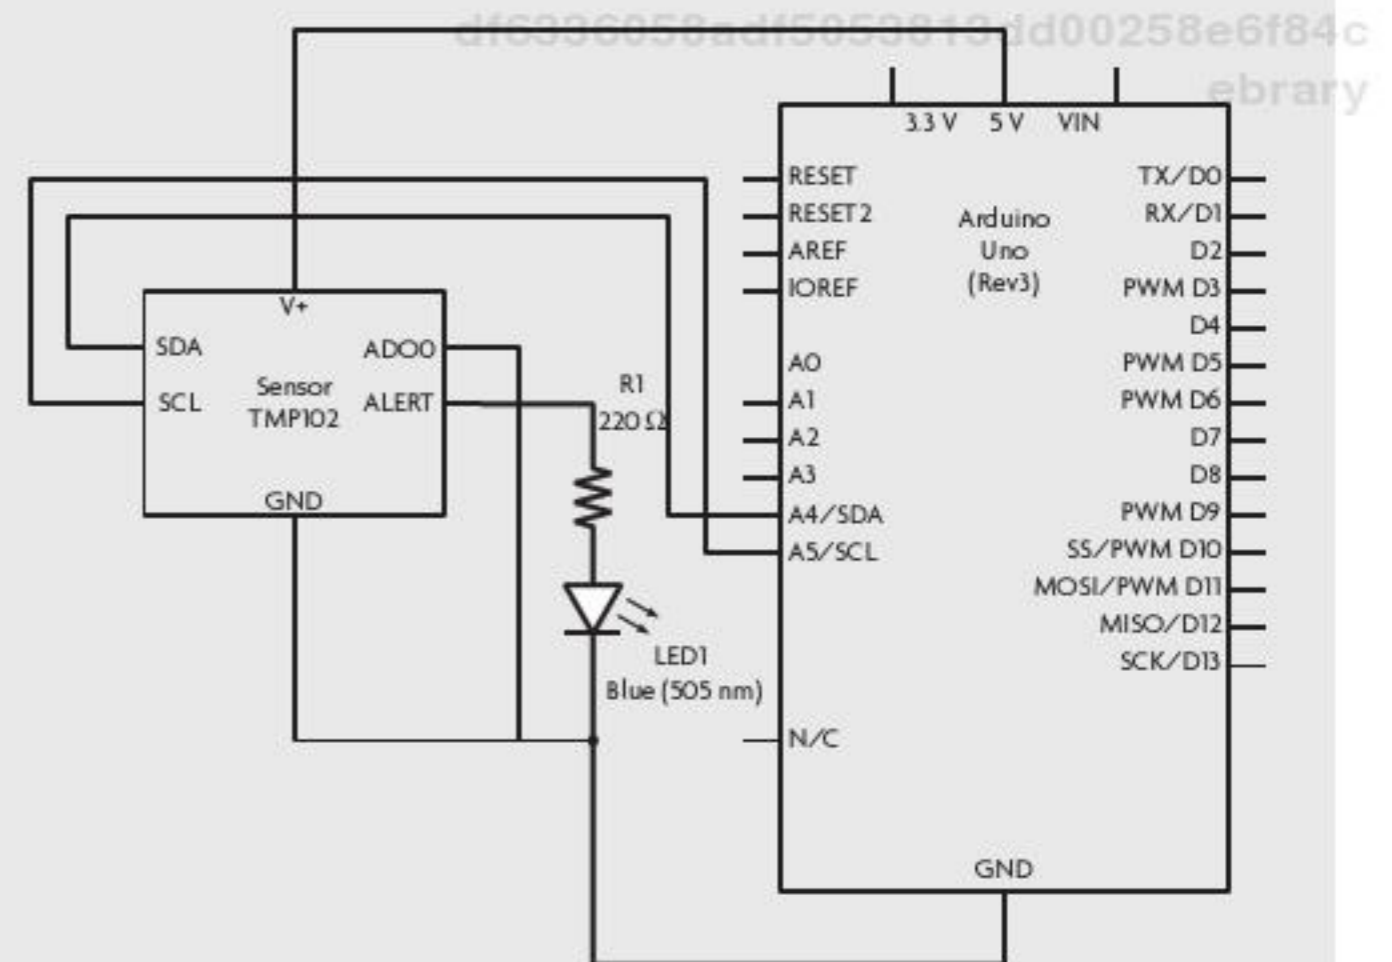 df6336058adf5053813dd00258e6f84c
ebrary
3.3 V 5 V VIN
RESET
RESET2
AREF
IOREF
A0
A1
A2
A3
A4/SDA
A5/SCL
N/C
Arduino
Uno
(Rev3)
TX/D0
RX/D1
D2
PWM D3
D4
PWM D5
PWM D6
D7
D8
PWM D9
SS/PWM D10
MOSI/PWM D11
MISO/D12
SCK/D13
GND
V+
SDA
SCL
Sensor
TMP102
ADO0
ALERT
GND
R1
220 Ω
LED1
Blue (505 nm)